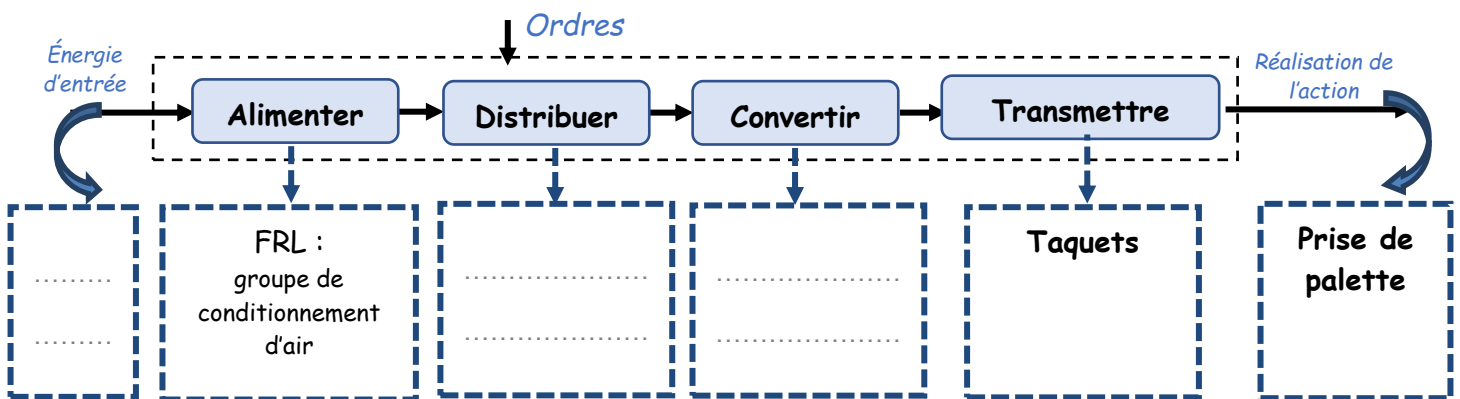 Ordres
Énergie
d'entrée
Réalisation de
l'action
Alimenter
Distribuer
Convertir
Transmettre
………
………
FRL :
groupe de
conditionnement
d'air
…………………
…………………
……………………
……………………
Taquets
Prise de
palette